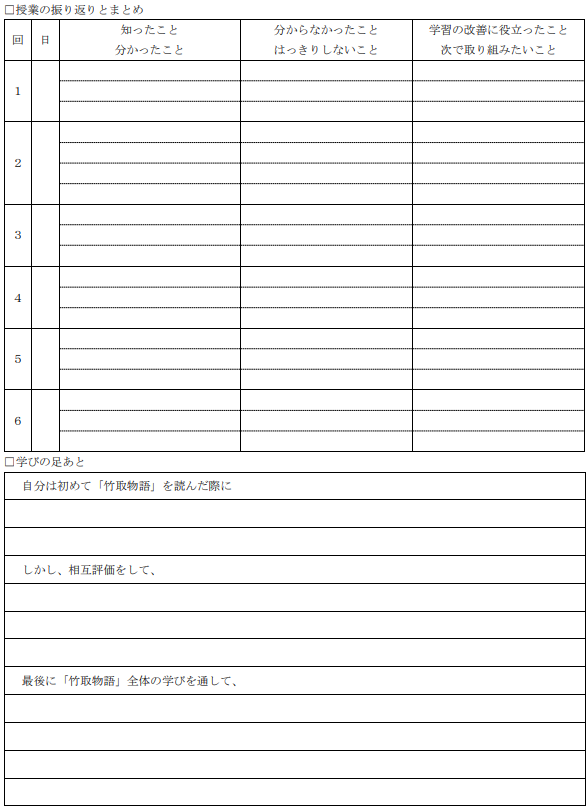 □授業の振り返りとまとめ
回
日
知ったこと
分かったこと
分からなかったこと
はっきりしないこと
学習の改善に役立ったこと
次で取り組みたいこと
1
2
3
4
5
6
□学びの足あと
自分は初めて「竹取物語」を読んだ際に
しかし、相互評価をして、
最後に「竹取物語」全体の学びを通して、